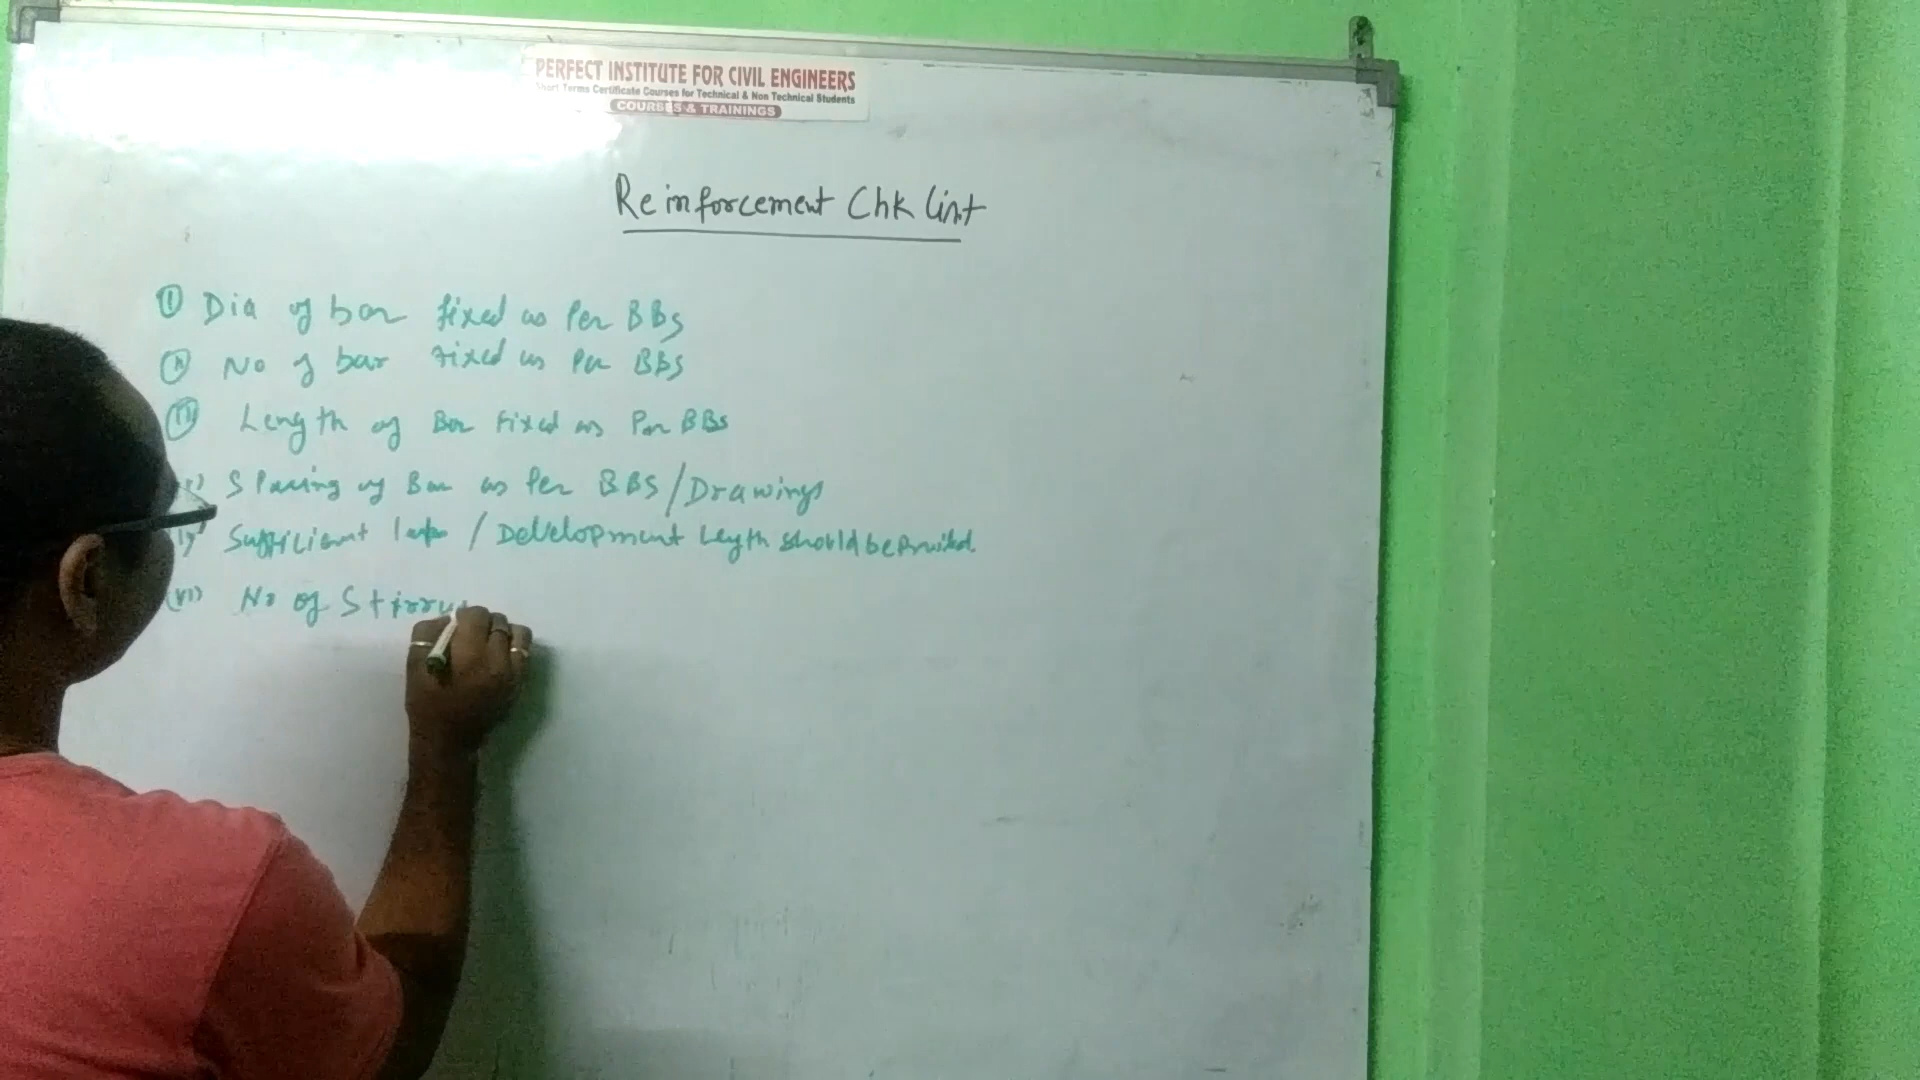 PERFECT INSTITUTE FOR CIVIL ENGINEERS
Short Terms Certificate Courses for Technical & Non Technical Students
COURSES & TRAININGS
Reinforcement Chk list
(i) Dia of bar fixed as Per BBS
(ii) No of bar fixed as Per BBS
(iii) Length of Bar fixed as Per BBS
Spacing of Bar as Per BBS/Drawings
Sufficient lap / Development Length should be Provided.
(vi) No of Stirru